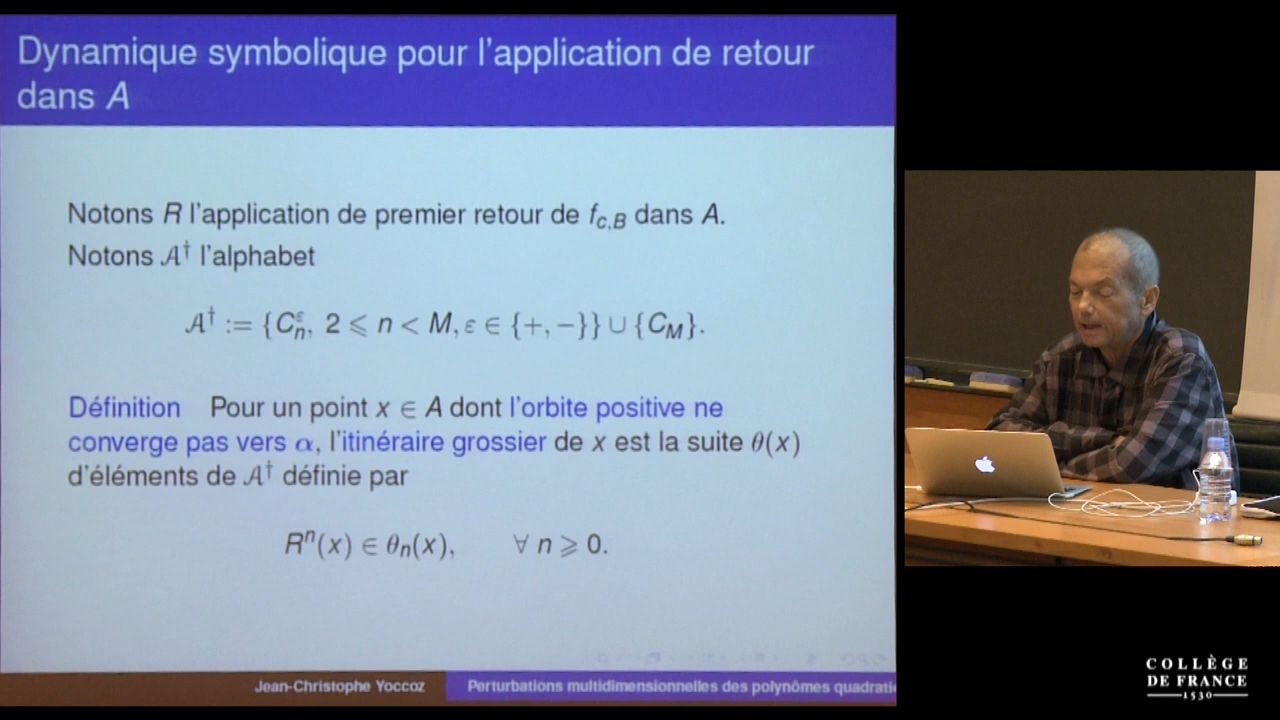 Dynamique symbolique pour l'application de retour
dans A
Notons R l'application de premier retour de f_{c,B} dans A.
Notons 𝒜† l'alphabet
𝒜† := {C_n^ε, 2 ⩽ n < M, ε ∈ {+, −}} ∪ {C_M}.
Définition Pour un point x ∈ A dont l'orbite positive ne
converge pas vers α, l'itinéraire grossier de x est la suite θ(x)
d'éléments de 𝒜† définie par
R^n(x) ∈ θ_n(x), ∀ n ⩾ 0.
Jean-Christophe Yoccoz
Perturbations multidimensionnelles des polynômes quadrati
COLLÈGE
DE FRANCE
1530